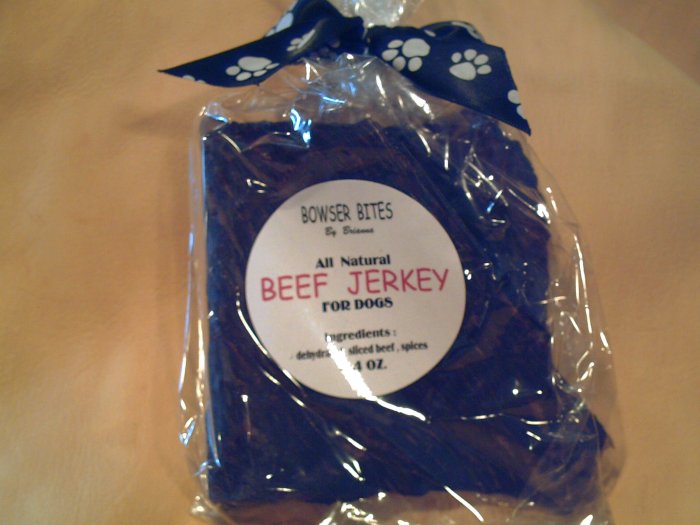 BOWSER BITES
By Brianna
All Natural
BEEF JERKEY
FOR DOGS
Ingredients :
sliced beef , spices
4 OZ.